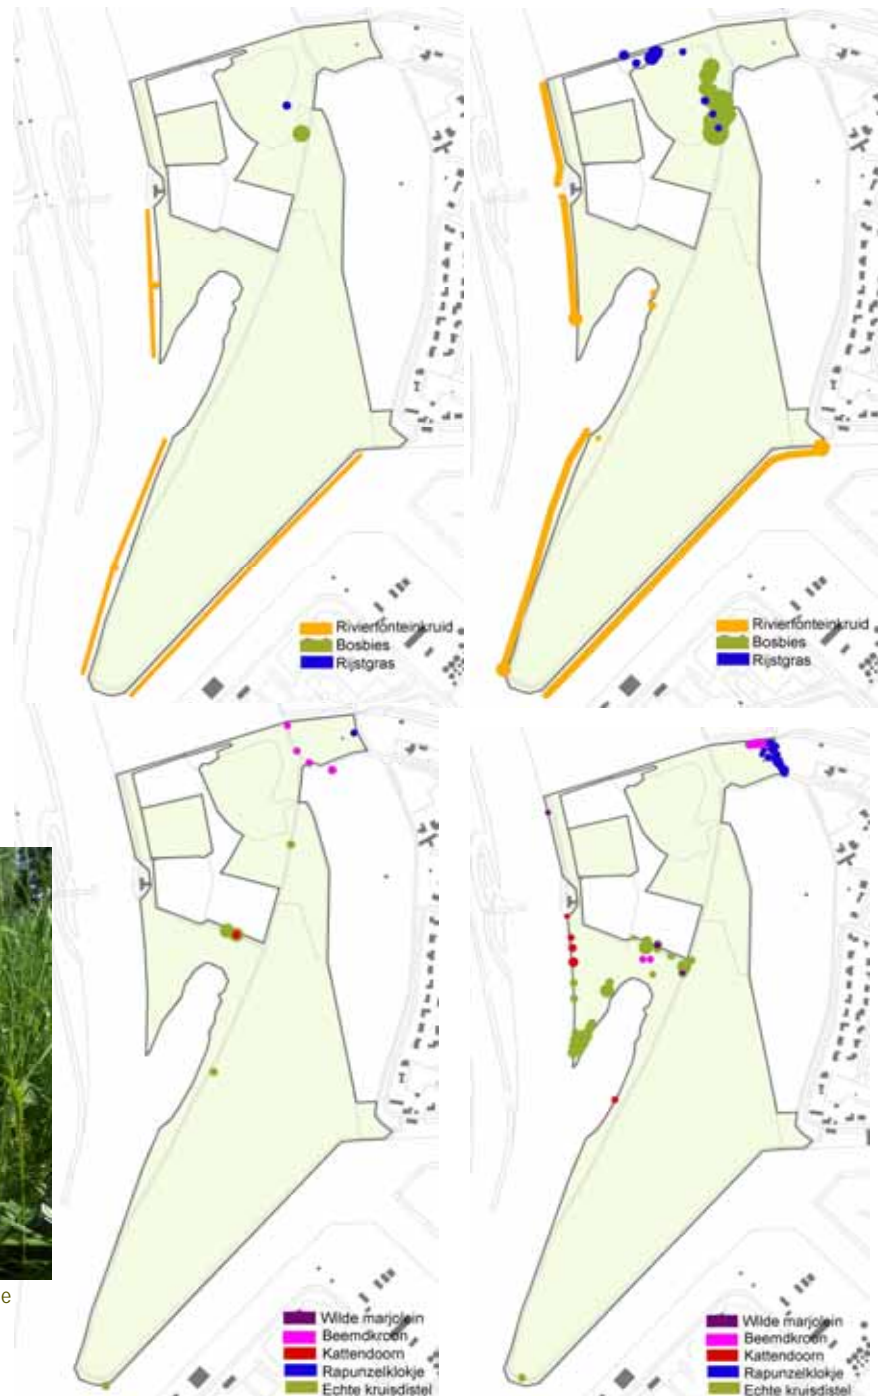 Rivierfonteinkruid
Bosbies
Rijstgras
Rivierfonteinkruid
Bosbies
Rijstgras
e
Wilde marjolein
Beemdkroon
Kattendoorn
Rapunzelklokje
Echte kruisdistel
Wilde marjolein
Beemdkroon
Kattendoorn
Rapunzelklokje
Echte kruisdistel